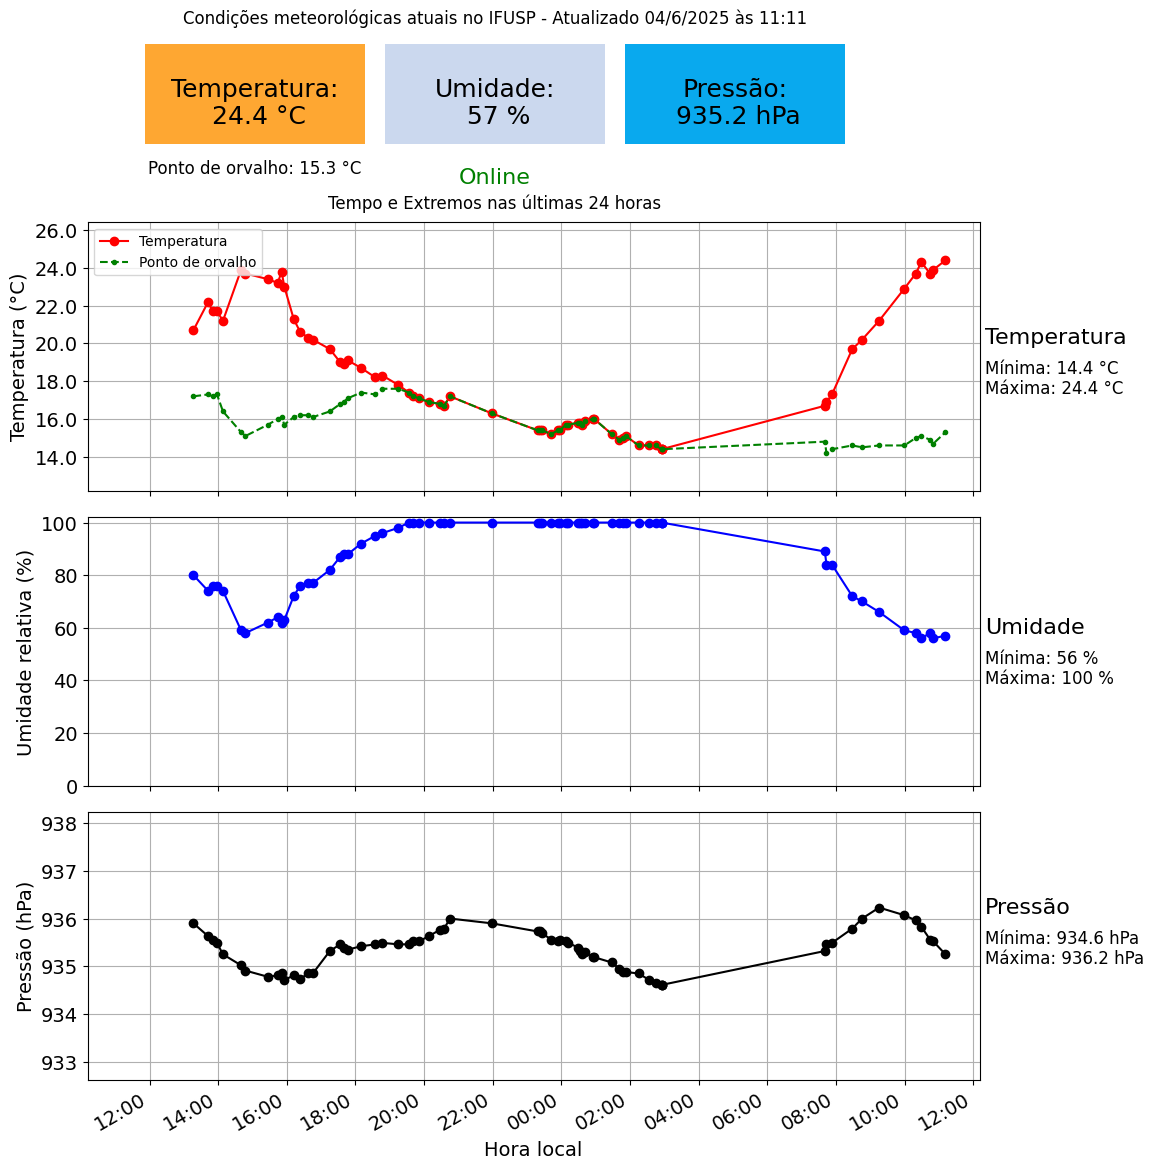 Condições meteorológicas atuais no IFUSP - Atualizado 04/6/2025 às 11:11
Temperatura:
24.4 °C
Umidade:
57 %
Pressão:
935.2 hPa
Ponto de orvalho: 15.3 °C
Online
Tempo e Extremos nas últimas 24 horas
Temperatura (°C)
26.0
24.0
22.0
20.0
18.0
16.0
14.0
Temperatura
Ponto de orvalho
Temperatura
Mínima: 14.4 °C
Máxima: 24.4 °C
Umidade relativa (%)
100
80
60
40
20
0
Umidade
Mínima: 56 %
Máxima: 100 %
Pressão (hPa)
938
937
936
935
934
933
Pressão
Mínima: 934.6 hPa
Máxima: 936.2 hPa
12:00 14:00 16:00 18:00 20:00 22:00 00:00 02:00 04:00 06:00 08:00 10:00 12:00
Hora local